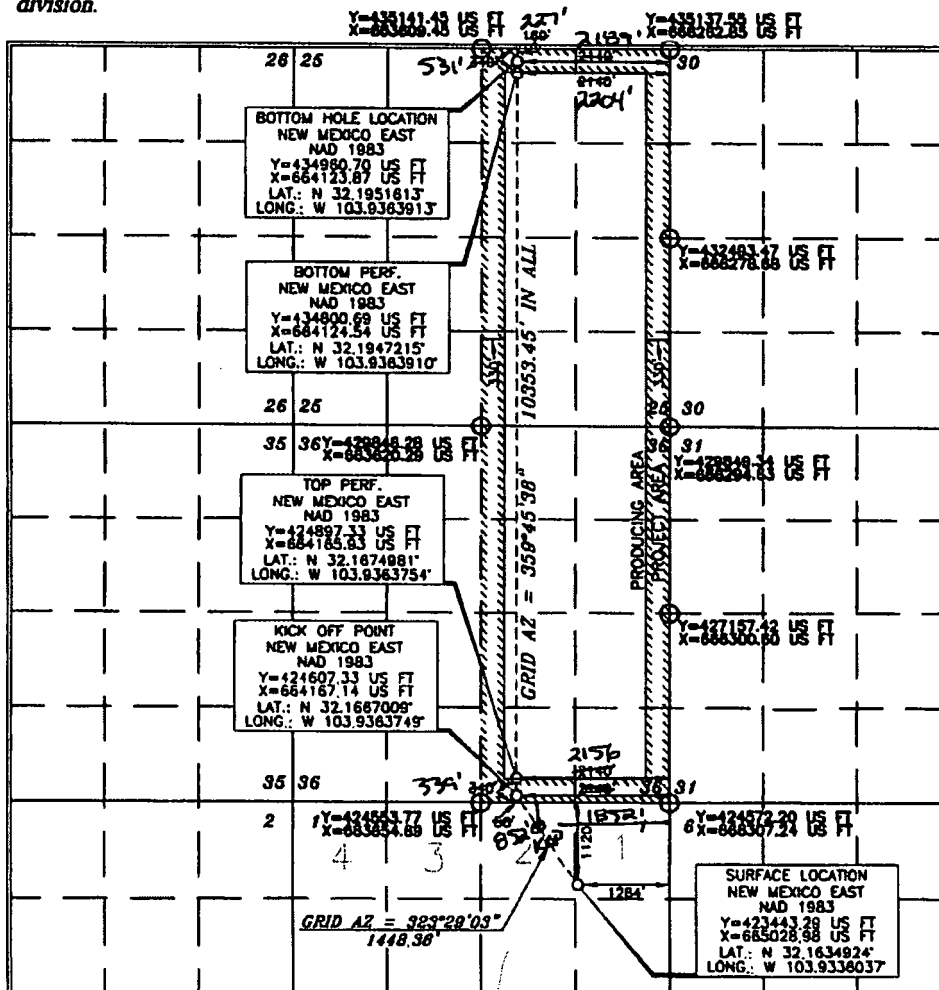 division.
Y=435141.45 US FT
X=663609.45 US FT
227'
Y=435137.55 US FT
X=666262.85 US FT
2189'
26 25
30
531'
2204'
BOTTOM HOLE LOCATION
NEW MEXICO EAST
NAD 1983
Y=434960.70 US FT
X=664123.87 US FT
LAT.: N 32.1951613°
LONG.: W 103.9363913°
BOTTOM PERF.
NEW MEXICO EAST
NAD 1983
Y=434800.69 US FT
X=664124.54 US FT
LAT.: N 32.1947215°
LONG.: W 103.9363910°
10353.45' IN ALL
Y=432493.47 US FT
X=666278.68 US FT
330'
330'
26 25
25 30
35 36
36 31
Y=429848.28 US FT
X=663620.29 US FT
Y=429848.34 US FT
X=666294.63 US FT
TOP PERF.
NEW MEXICO EAST
NAD 1983
Y=424897.33 US FT
X=664165.93 US FT
LAT.: N 32.1674981°
LONG.: W 103.9363754°
GRID AZ = 359°45'38"
PRODUCING AREA
PROJECT AREA
KICK OFF POINT
NEW MEXICO EAST
NAD 1983
Y=424607.33 US FT
X=664167.14 US FT
LAT.: N 32.1667009°
LONG.: W 103.9363749°
Y=427157.42 US FT
X=666300.60 US FT
2156
35 36
339'
36 31
2 1
Y=424553.77 US FT
X=663654.69 US FT
1852'
6
Y=424572.20 US FT
X=666307.24 US FT
4 3 2 1
852
1120'
1284'
GRID AZ = 323°29'03"
1448.36'
SURFACE LOCATION
NEW MEXICO EAST
NAD 1983
Y=423443.29 US FT
X=665028.98 US FT
LAT.: N 32.1634924°
LONG.: W 103.9336037°